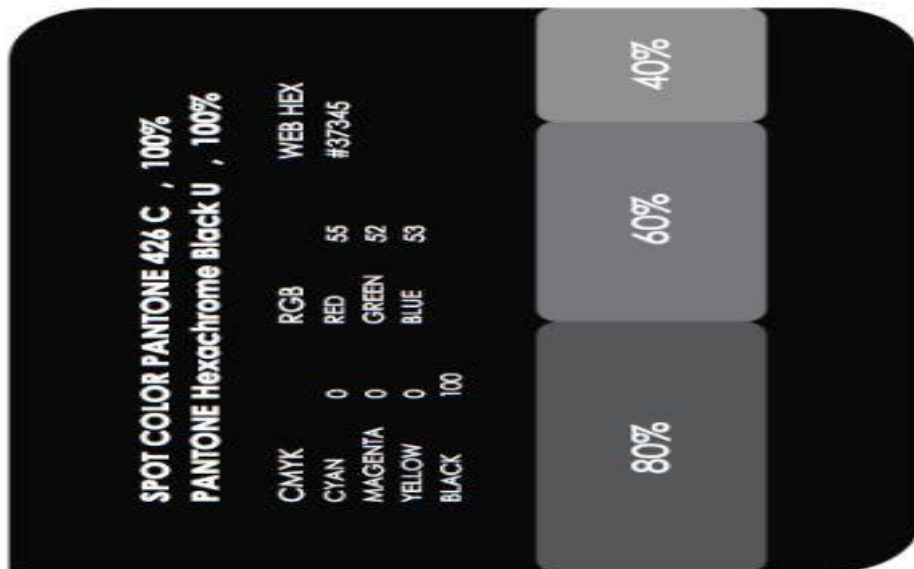 SPOT COLOR PANTONE 426 C , 100%
PANTONE Hexachrome Black U , 100%
CMYK RGB WEB HEX
CYAN 0 RED 55 #37345
MAGENTA 0 GREEN 52
YELLOW 0 BLUE 53
BLACK 100
80% 60% 40%